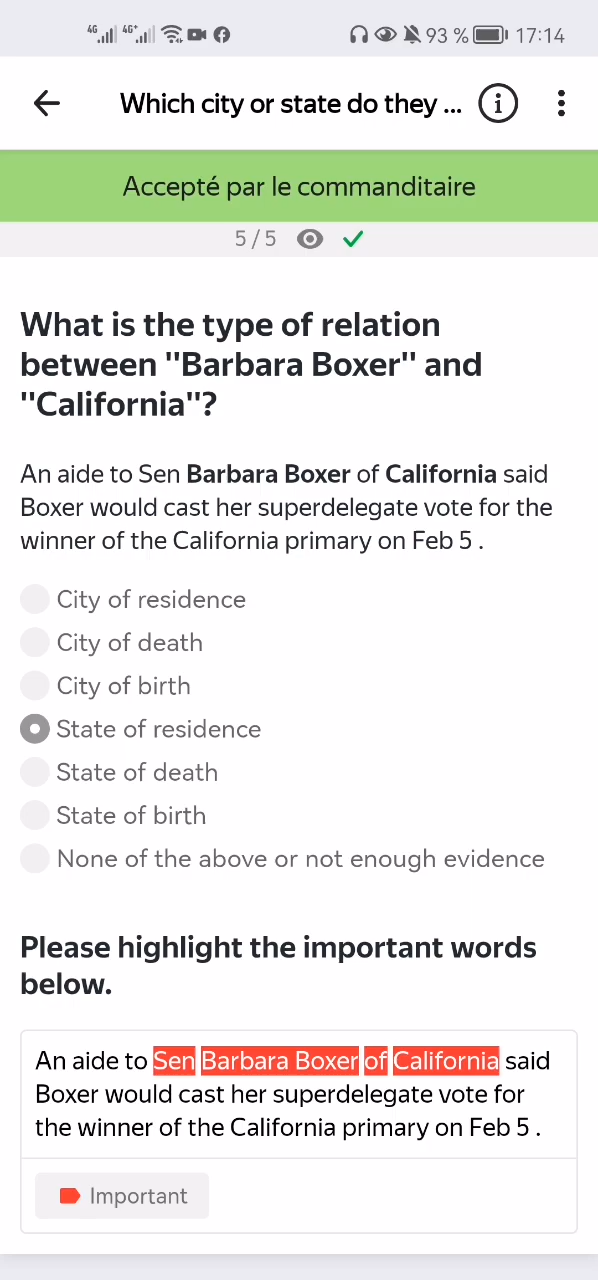 4G 4G+ 93 % 17:14
Which city or state do they ...
Accepté par le commanditaire
5 / 5
What is the type of relation
between "Barbara Boxer" and
"California"?
An aide to Sen Barbara Boxer of California said
Boxer would cast her superdelegate vote for the
winner of the California primary on Feb 5 .
City of residence
City of death
City of birth
State of residence
State of death
State of birth
None of the above or not enough evidence
Please highlight the important words
below.
An aide to Sen Barbara Boxer of California said
Boxer would cast her superdelegate vote for
the winner of the California primary on Feb 5 .
Important